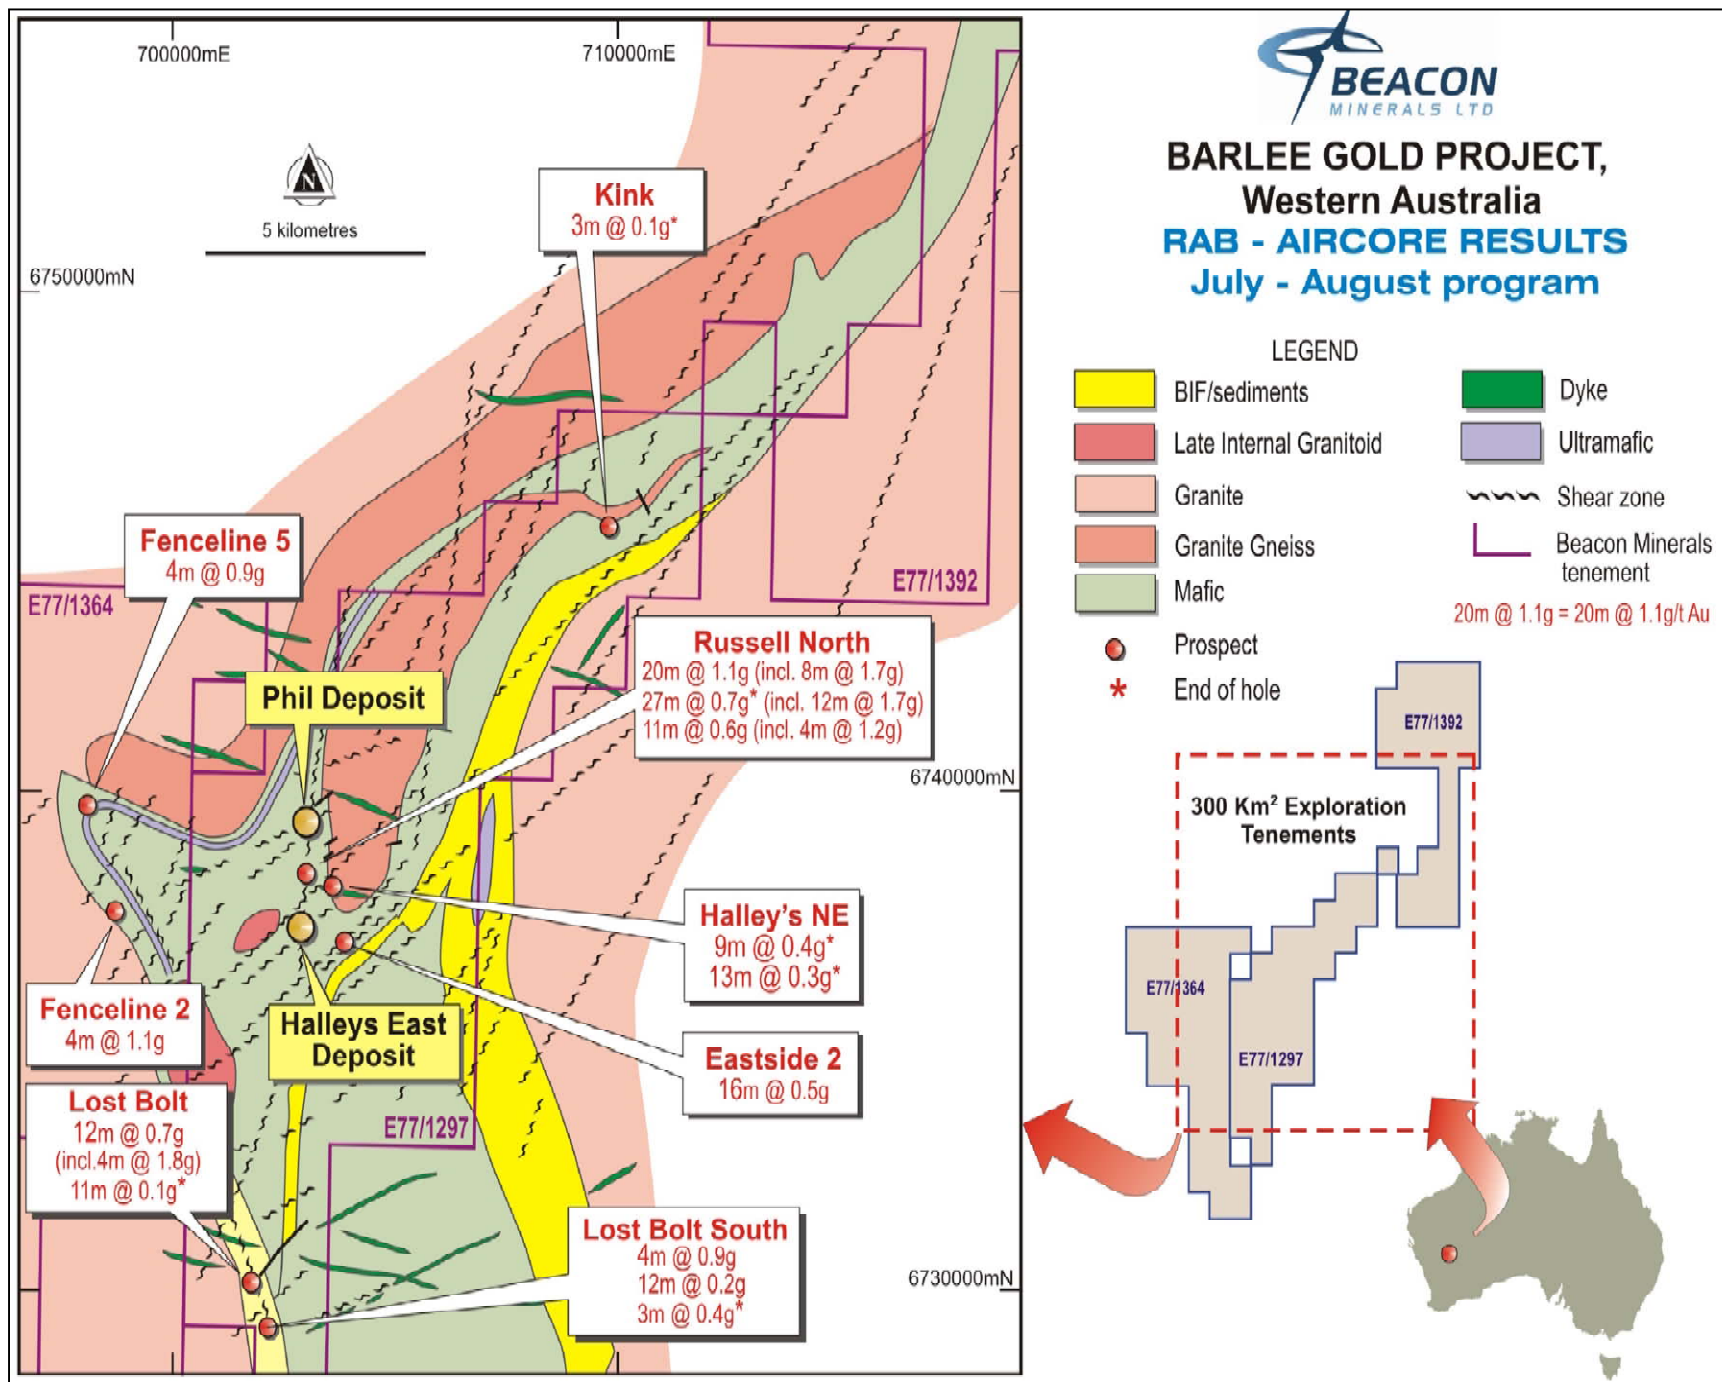 700000mE
710000mE
N
5 kilometres
6750000mN
Kink
3m @ 0.1g*
Fenceline 5
4m @ 0.9g
E77/1364
E77/1392
Russell North
20m @ 1.1g (incl. 8m @ 1.7g)
27m @ 0.7g* (incl. 12m @ 1.7g)
11m @ 0.6g (incl. 4m @ 1.2g)
Phil Deposit
6740000mN
Halley's NE
9m @ 0.4g*
13m @ 0.3g*
Fenceline 2
4m @ 1.1g
Halleys East
Deposit
Eastside 2
16m @ 0.5g
Lost Bolt
12m @ 0.7g
(incl.4m @ 1.8g)
11m @ 0.1g*
E77/1297
Lost Bolt South
4m @ 0.9g
12m @ 0.2g
3m @ 0.4g*
6730000mN
BEACON
MINERALS LTD
BARLEE GOLD PROJECT,
Western Australia
RAB - AIRCORE RESULTS
July - August program
LEGEND
BIF/sediments
Late Internal Granitoid
Granite
Granite Gneiss
Mafic
Prospect
* End of hole
Dyke
Ultramafic
Shear zone
Beacon Minerals
tenement
20m @ 1.1g = 20m @ 1.1g/t Au
E77/1392
300 Km² Exploration
Tenements
E77/1364
E77/1297